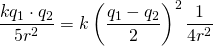 \frac{kq_1 \cdot q_2}{5r^2} = k\left(\frac{q_1 - q_2}{2}\right)^2 \frac{1}{4r^2}